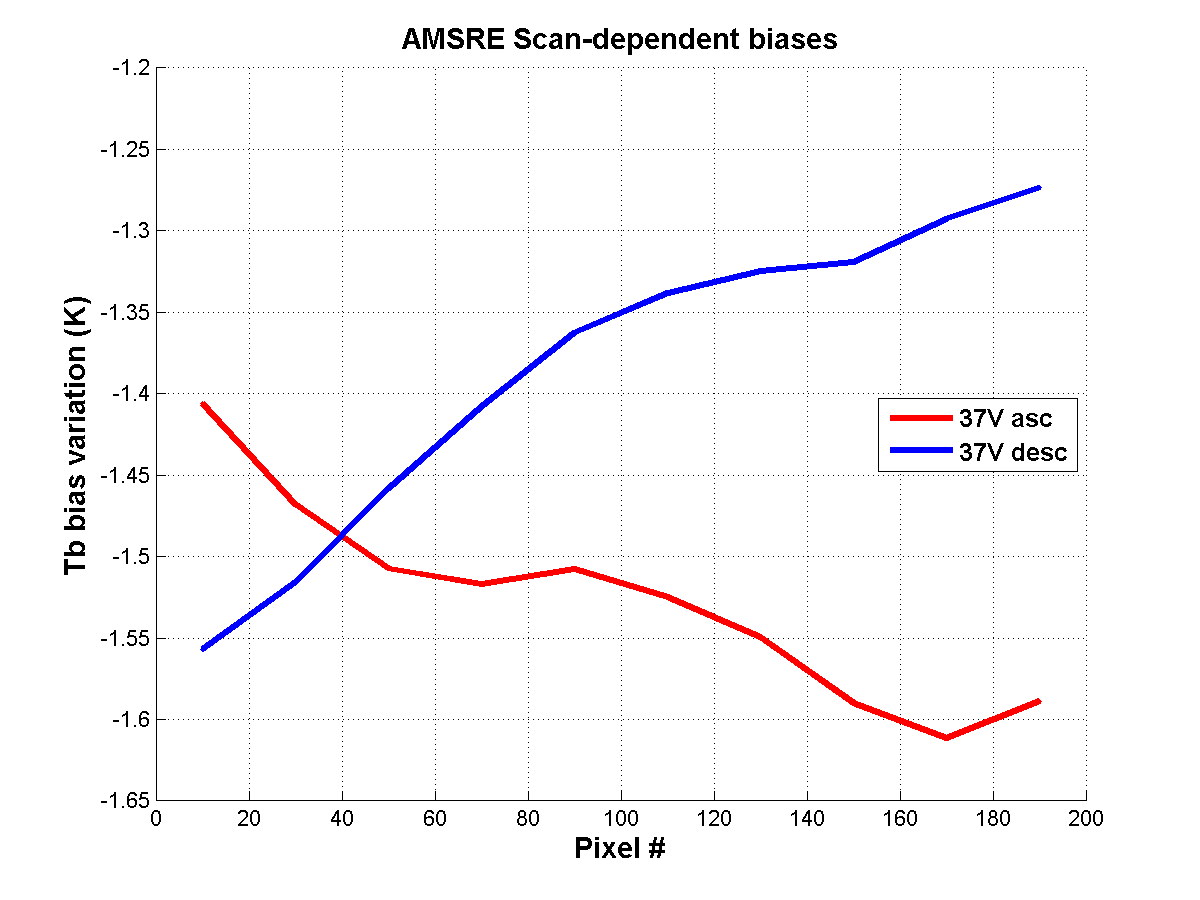 AMSRE Scan-dependent biases
-1.2
-1.25
-1.3
-1.35
-1.4
-1.45
-1.5
-1.55
-1.6
-1.65
Tb bias variation (K)
37V asc
37V desc
0 20 40 60 80 100 120 140 160 180 200
Pixel #